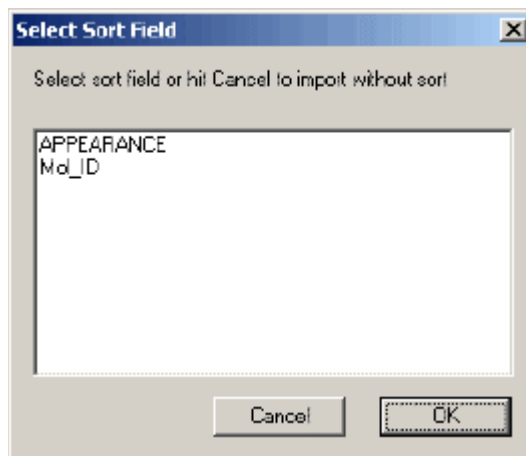 Select Sort Field
Select sort field or hit Cancel to import without sort
APPEARANCE
Mol_ID
Cancel
OK